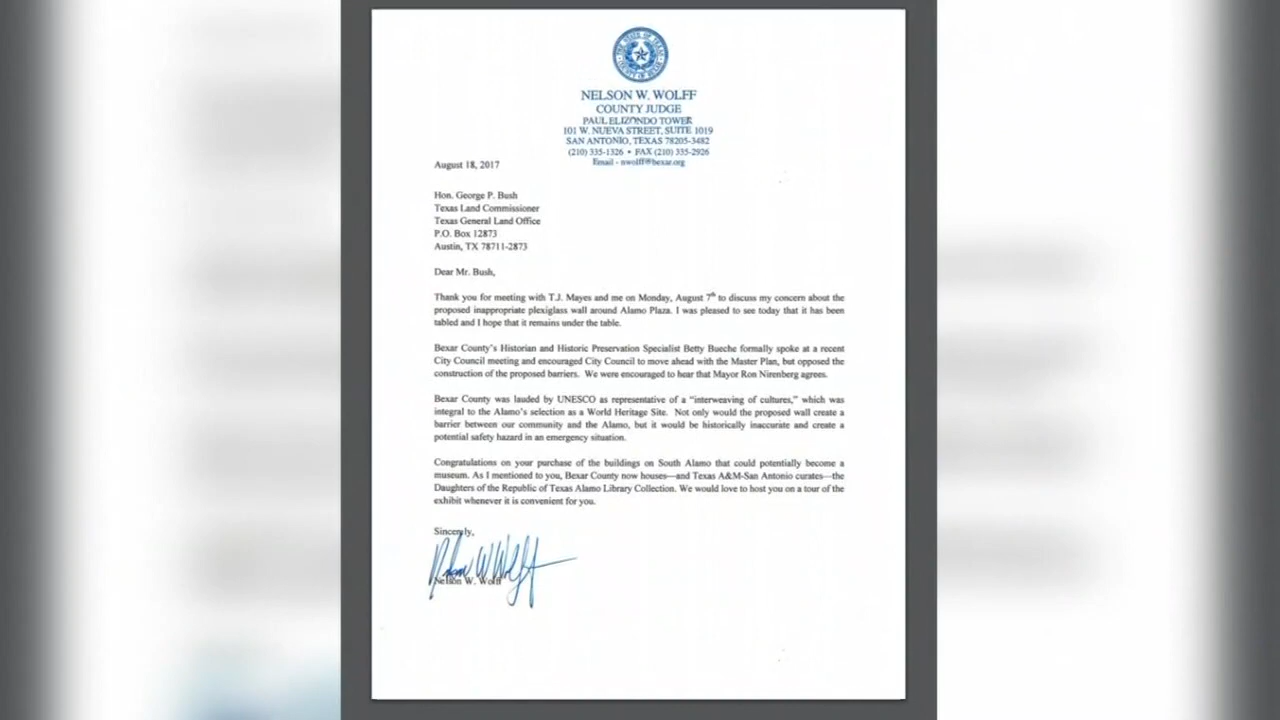 THE STATE OF TEXAS
COUNTY OF BEXAR
NELSON W. WOLFF
COUNTY JUDGE
PAUL ELIZONDO TOWER
101 W. NUEVA STREET, SUITE 1019
SAN ANTONIO, TEXAS 78205-3482
(210) 335-1326 • FAX (210) 335-2926
Email - nwolff@bexar.org
August 18, 2017
Hon. George P. Bush
Texas Land Commissioner
Texas General Land Office
P.O. Box 12873
Austin, TX 78711-2873
Dear Mr. Bush,
Thank you for meeting with T.J. Mayes and me on Monday, August 7th to discuss my concern about the
proposed inappropriate plexiglass wall around Alamo Plaza. I was pleased to see today that it has been
tabled and I hope that it remains under the table.
Bexar County's Historian and Historic Preservation Specialist Betty Bueche formally spoke at a recent
City Council meeting and encouraged City Council to move ahead with the Master Plan, but opposed the
construction of the proposed barriers. We were encouraged to hear that Mayor Ron Nirenberg agrees.
Bexar County was lauded by UNESCO as representative of a "interweaving of cultures," which was
integral to the Alamo's selection as a World Heritage Site. Not only would the proposed wall create a
barrier between our community and the Alamo, but it would be historically inaccurate and create a
potential safety hazard in an emergency situation.
Congratulations on your purchase of the buildings on South Alamo that could potentially become a
museum. As I mentioned to you, Bexar County now houses—and Texas A&M-San Antonio curates—the
Daughters of the Republic of Texas Alamo Library Collection. We would love to host you on a tour of the
exhibit whenever it is convenient for you.
Sincerely,
Nelson W Wolff
Nelson W. Wolff